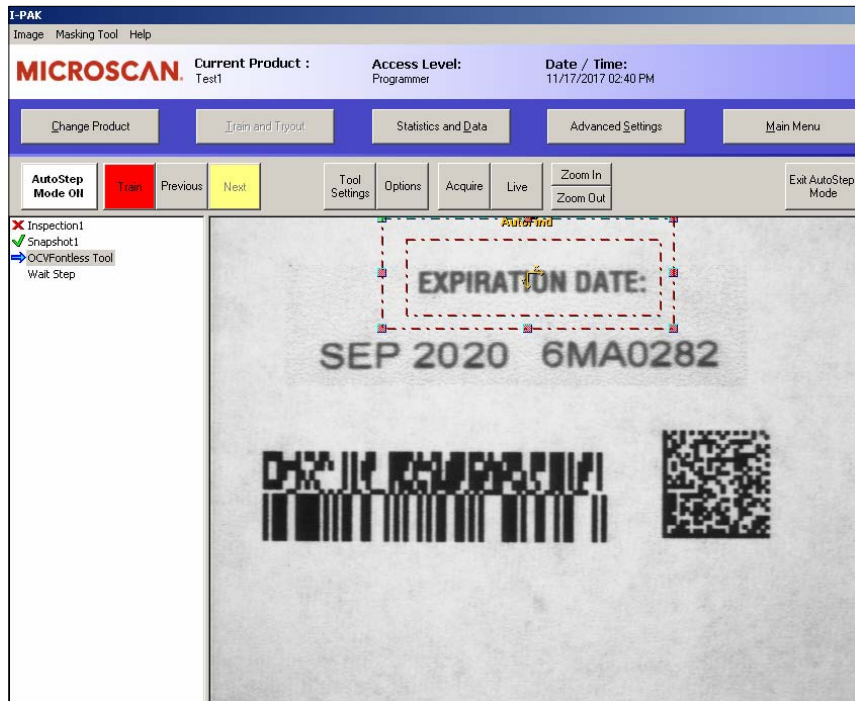 I-PAK
Image Masking Tool Help
MICROSCAN.
Current Product :
Test1
Access Level:
Programmer
Date / Time:
11/17/2017 02:40 PM
Change Product
Train and Tryout
Statistics and Data
Advanced Settings
Main Menu
AutoStep
Mode ON
Train
Previous
Next
Tool
Settings
Options
Acquire
Live
Zoom In
Zoom Out
Exit AutoStep
Mode
Inspection1
Snapshot1
OCVFontless Tool
Wait Step
AutoFind
EXPIRATION DATE:
SEP 2020 6MA0282